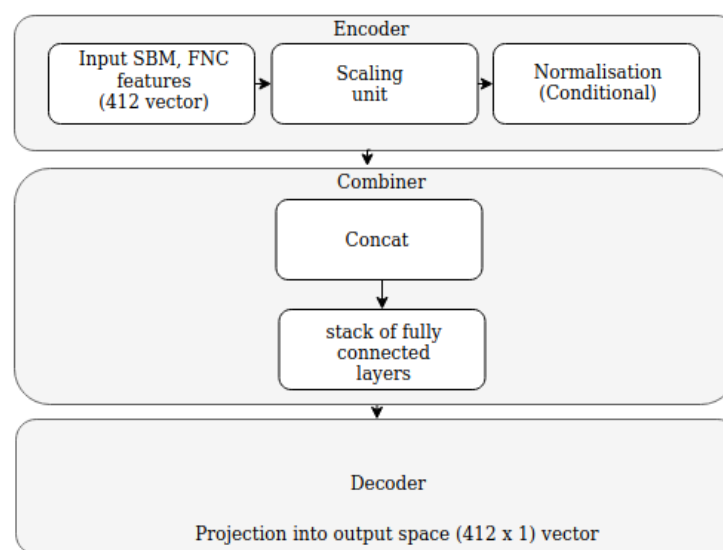 Encoder
Input SBM, FNC
features
(412 vector)
Scaling
unit
Normalisation
(Conditional)
Combiner
Concat
stack of fully
connected
layers
Decoder
Projection into output space (412 x 1) vector